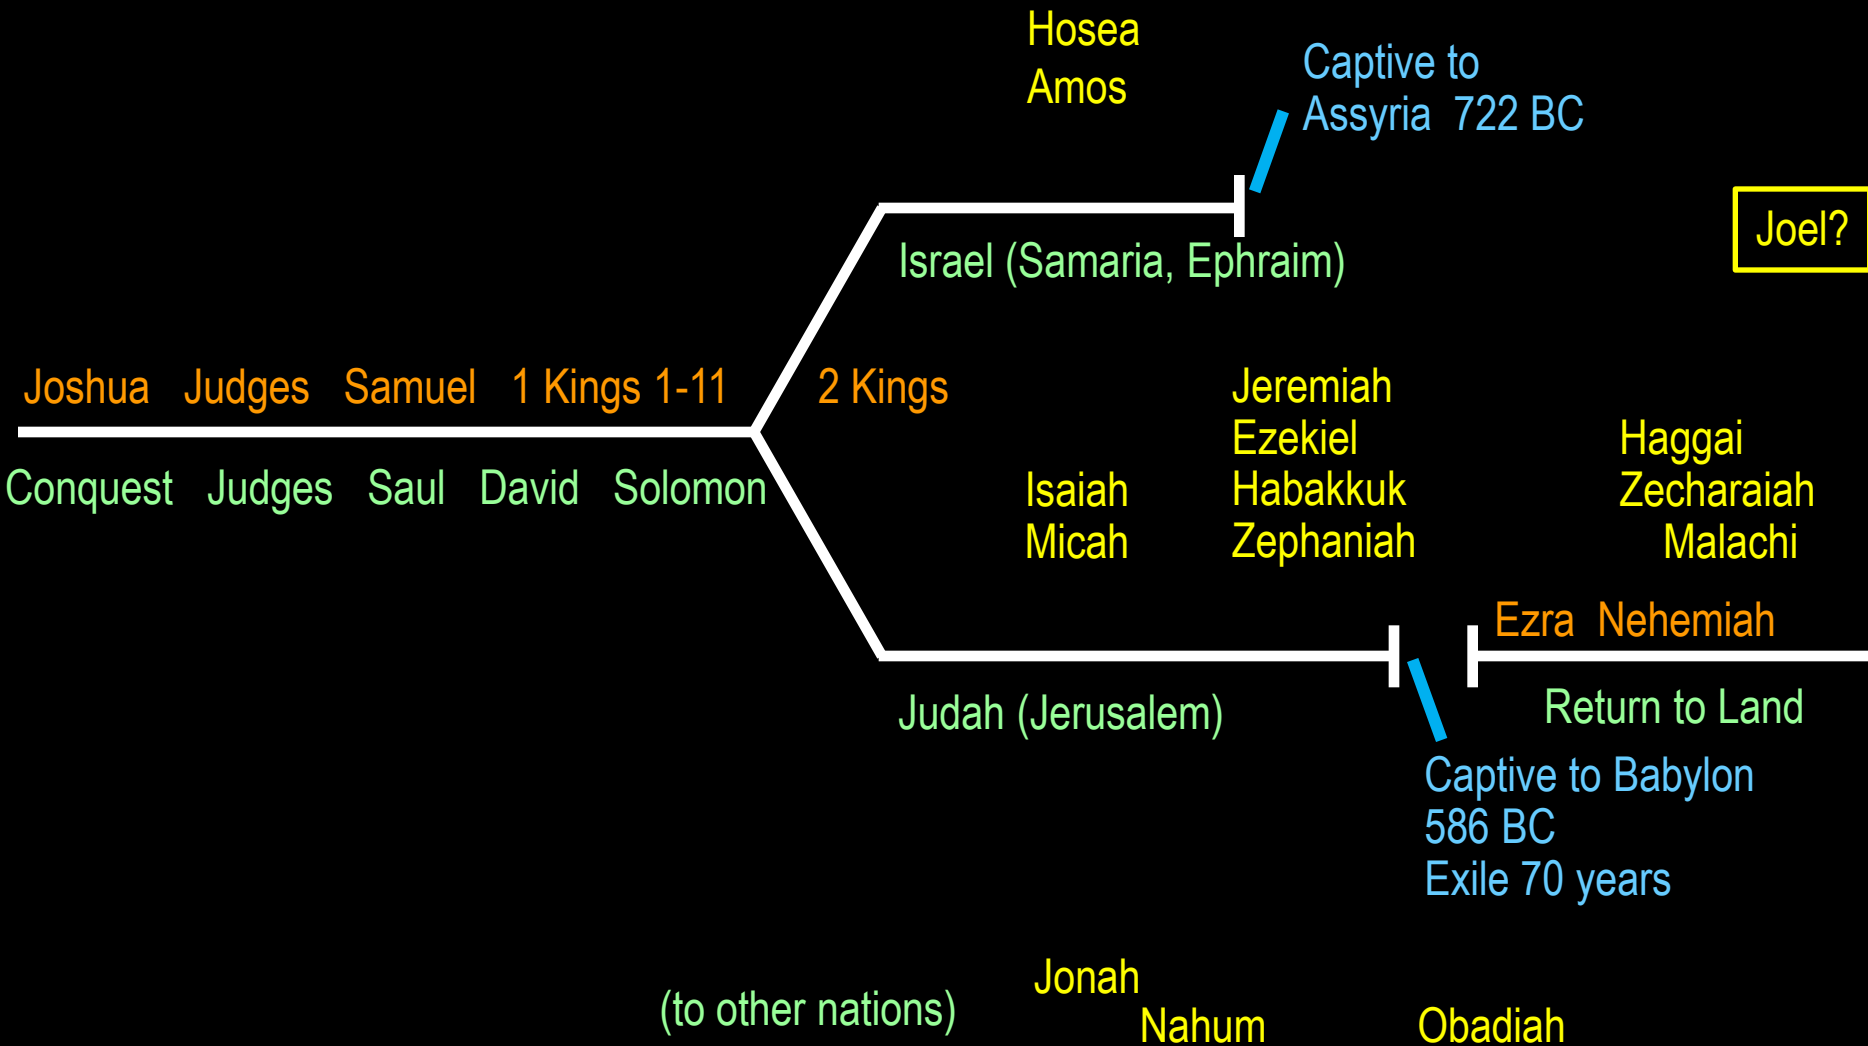 Hosea
Amos
Captive to
Assyria 722 BC
Joel?
Israel (Samaria, Ephraim)
Joshua Judges Samuel 1 Kings 1-11 2 Kings
Conquest Judges Saul David Solomon
Isaiah
Micah
Jeremiah
Ezekiel
Habakkuk
Zephaniah
Haggai
Zecharaiah
Malachi
Ezra Nehemiah
Judah (Jerusalem)
Return to Land
Captive to Babylon
586 BC
Exile 70 years
(to other nations)
Jonah
Nahum
Obadiah